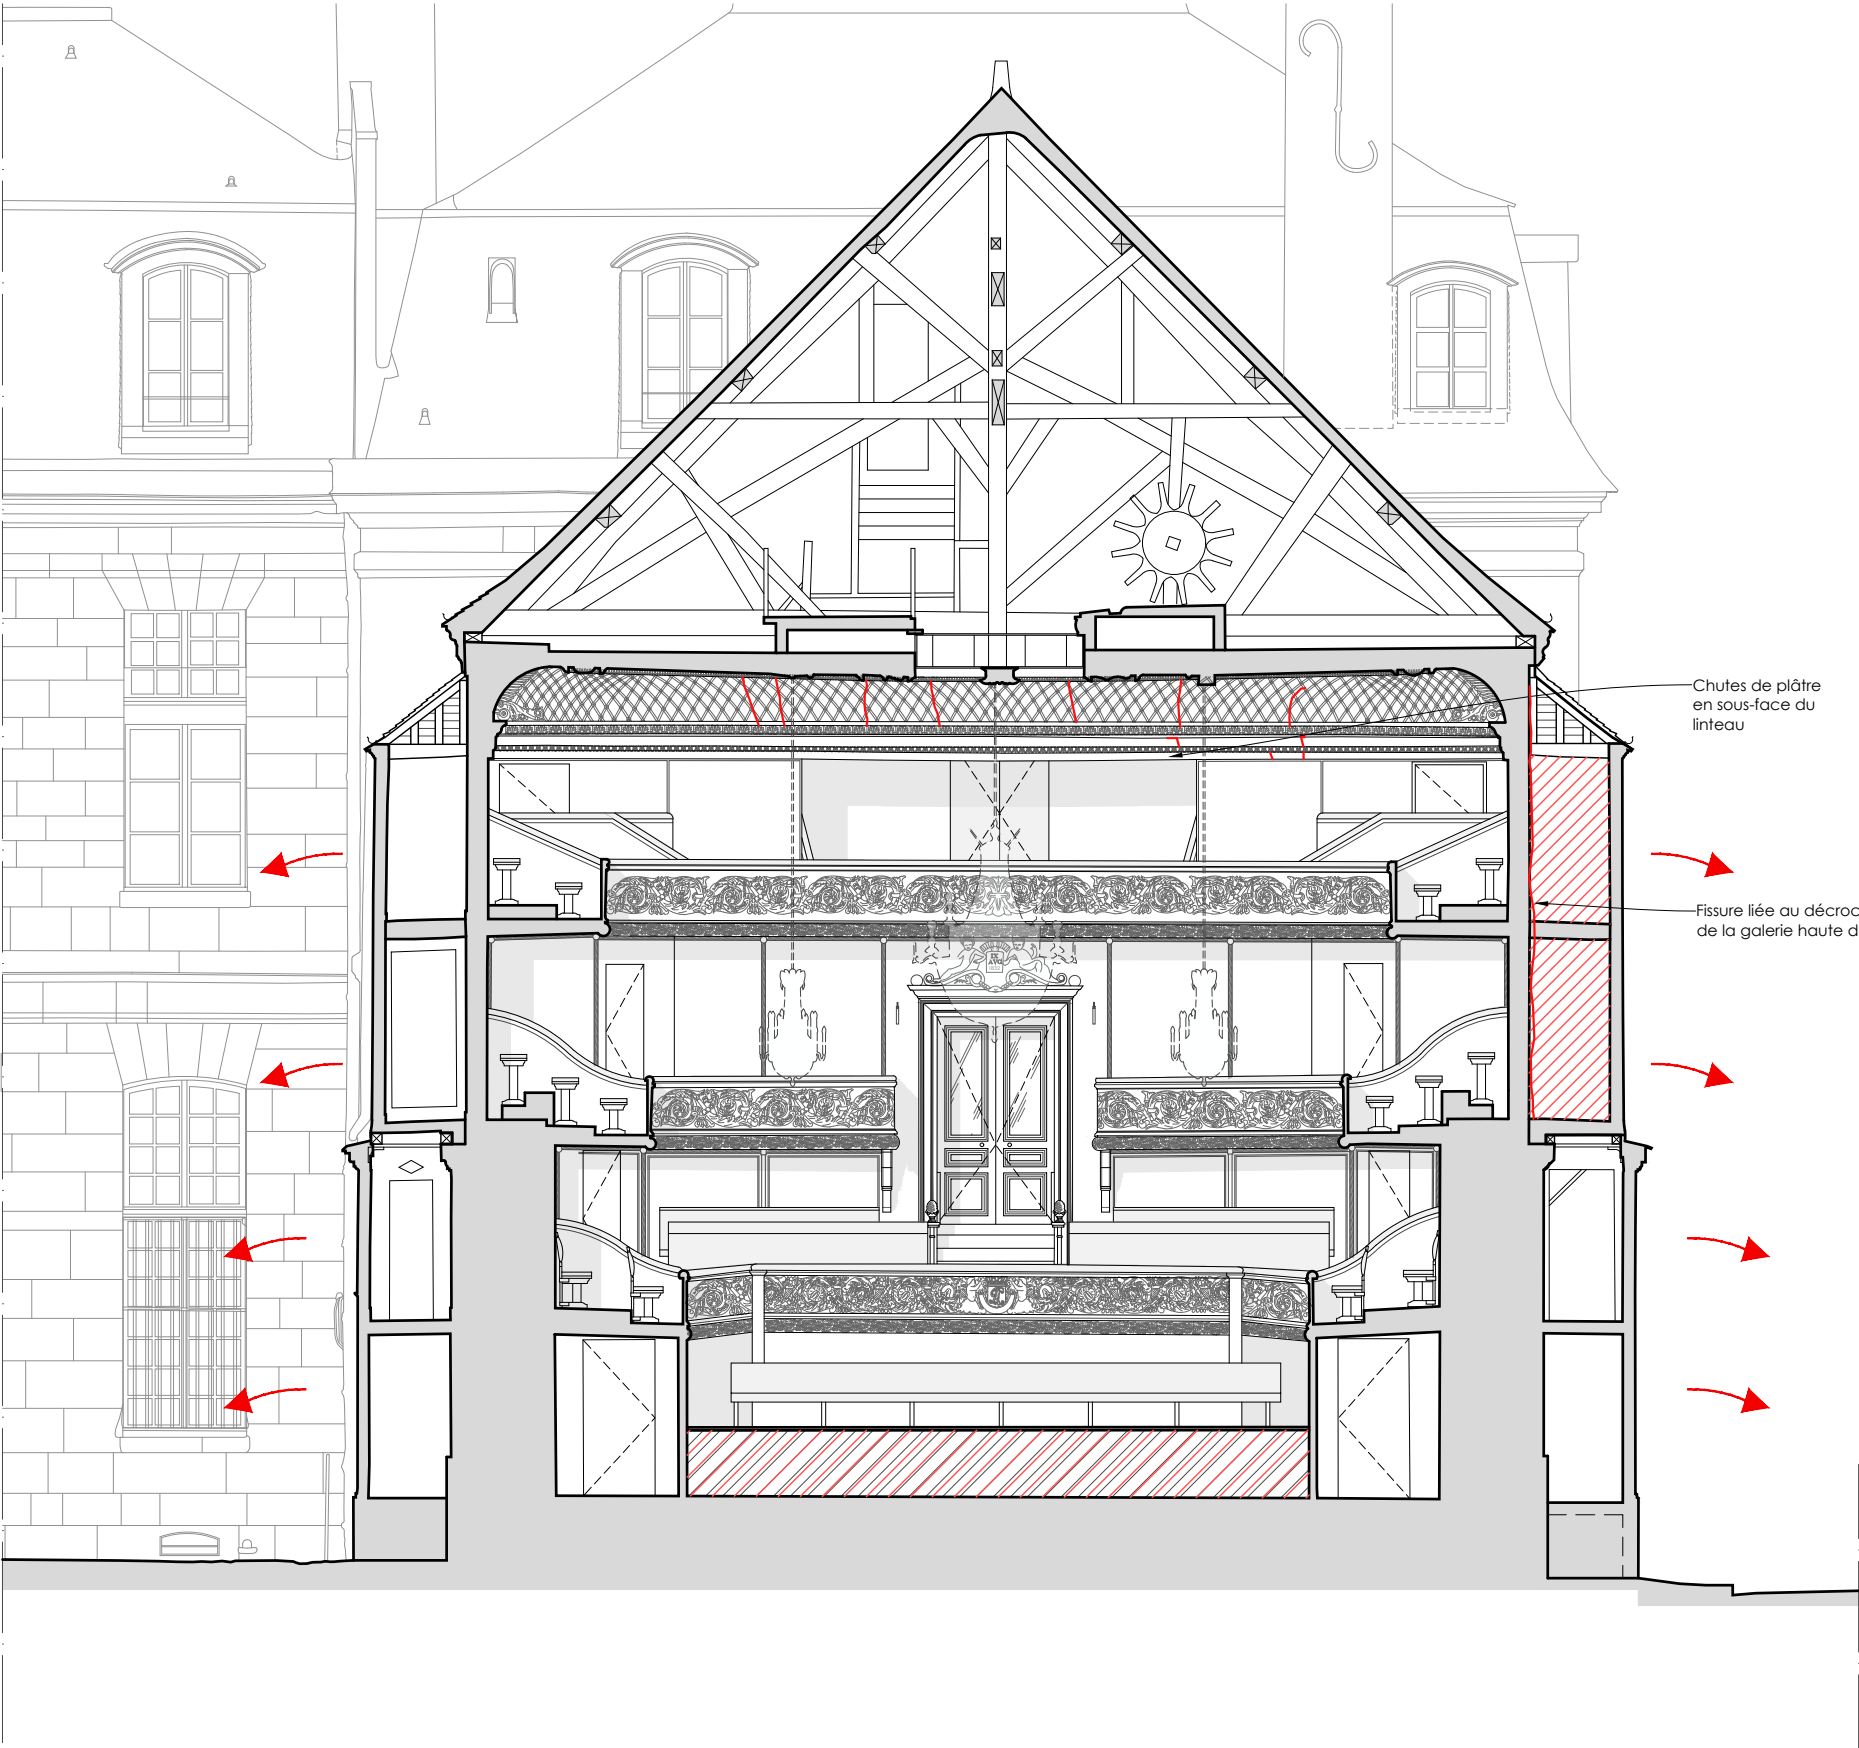 Chutes de plâtre
en sous-face du
linteau
Fissure liée au décroc
de la galerie haute d